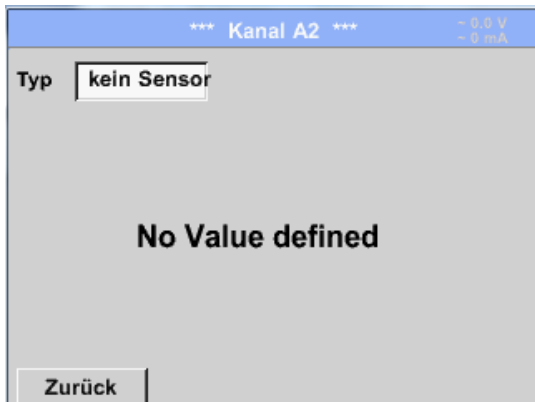 *** Kanal A2 ***
~ 0.0 V
~ 0 mA
Typ kein Sensor
No Value defined
Zurück